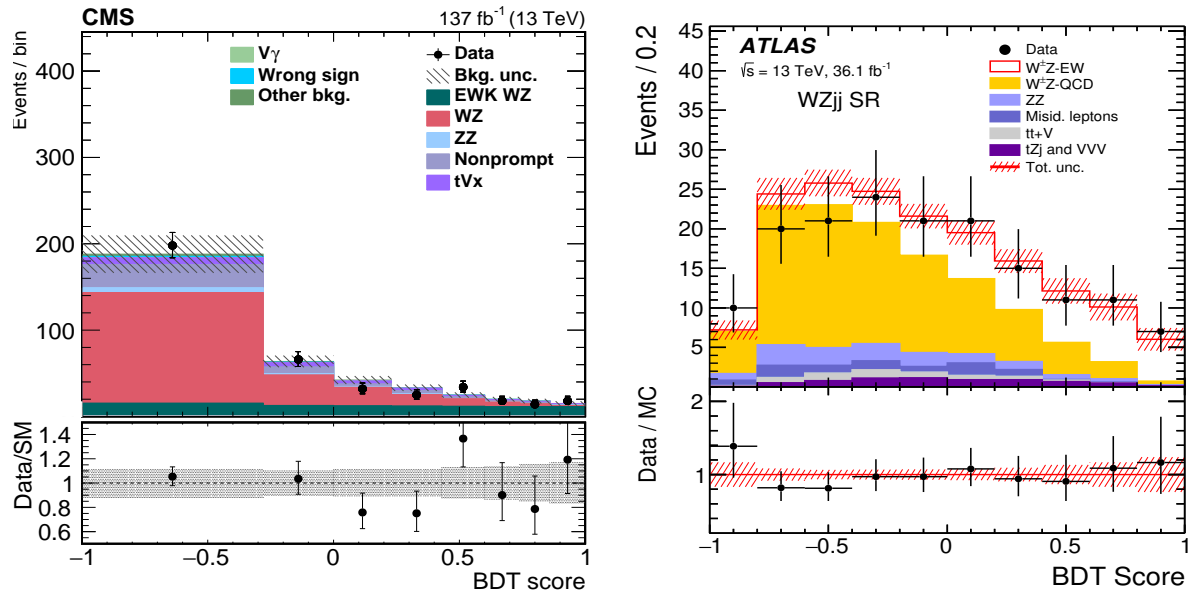 CMS
137 fb⁻¹ (13 TeV)
Events / bin
400
300
200
100
Vγ
Wrong sign
Other bkg.
Data
Bkg. unc.
EWK WZ
WZ
ZZ
Nonprompt
tVx
Data/SM
1.4
1.2
1
0.8
0.6
−1 −0.5 0 0.5 1
BDT score
Events / 0.2
45
40
35
30
25
20
15
10
5
ATLAS
√s = 13 TeV, 36.1 fb⁻¹
WZjj SR
Data
W±Z-EW
W±Z-QCD
ZZ
Misid. leptons
tt+V
tZj and VVV
Tot. unc.
Data / MC
2
1
−1 −0.5 0 0.5 1
BDT Score